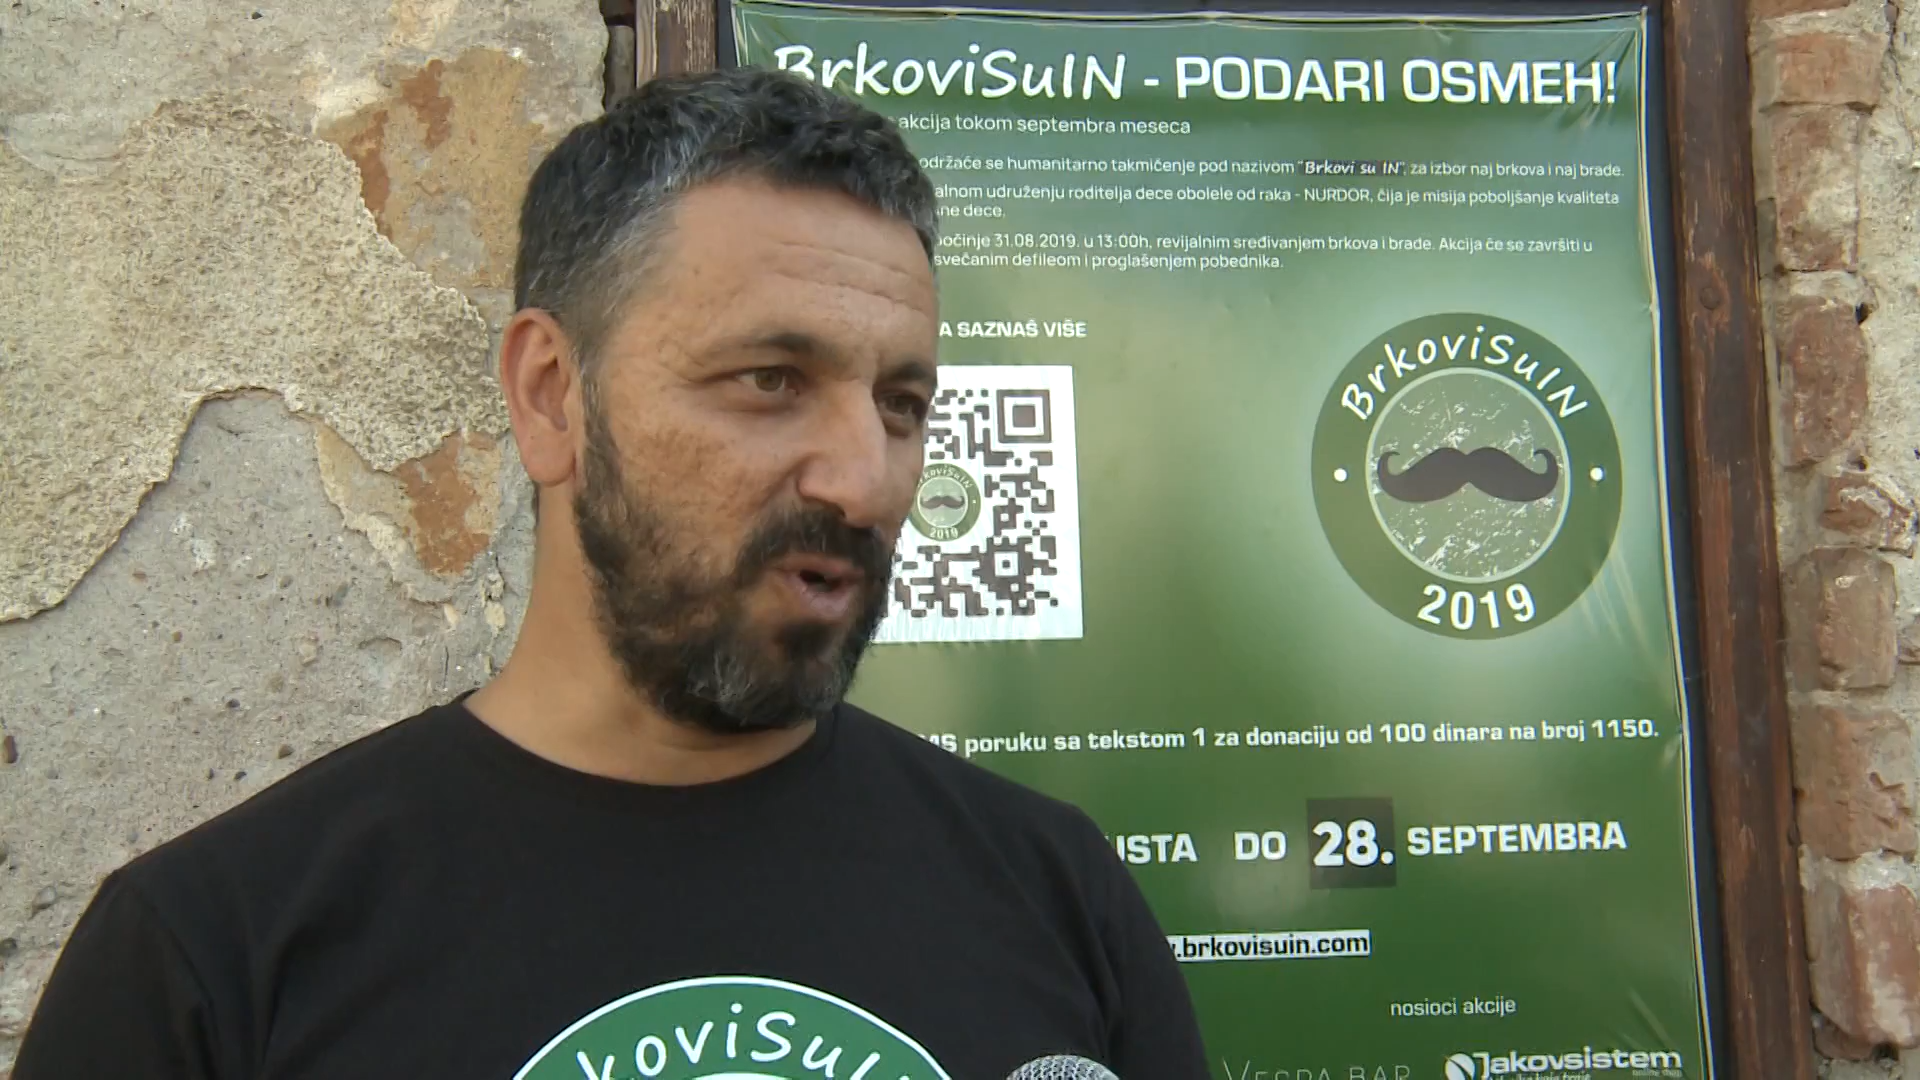 BrkoviSuIN - PODARI OSMEH!
akcija tokom septembra meseca
održaće se humanitarno takmičenje pod nazivom "Brkovi su IN", za izbor naj brkova i naj brade.
udruženju roditelja dece obolele od raka - NURDOR, čija je misija poboljšanje kvaliteta
dece.
31.08.2019. u 13:00h, revijalnim sređivanjem brkova i brade. Akcija će se završiti u
svečanim defileom i proglašenjem pobednika.
A SAZNAŠ VIŠE
BrkoviSuIN
2019
2019
poruku sa tekstom 1 za donaciju od 100 dinara na broj 1150.
DO 28. SEPTEMBRA
.brkovisuin.com
nosioci akcije
VESPA BAR
Jakovsistem
koviSuI